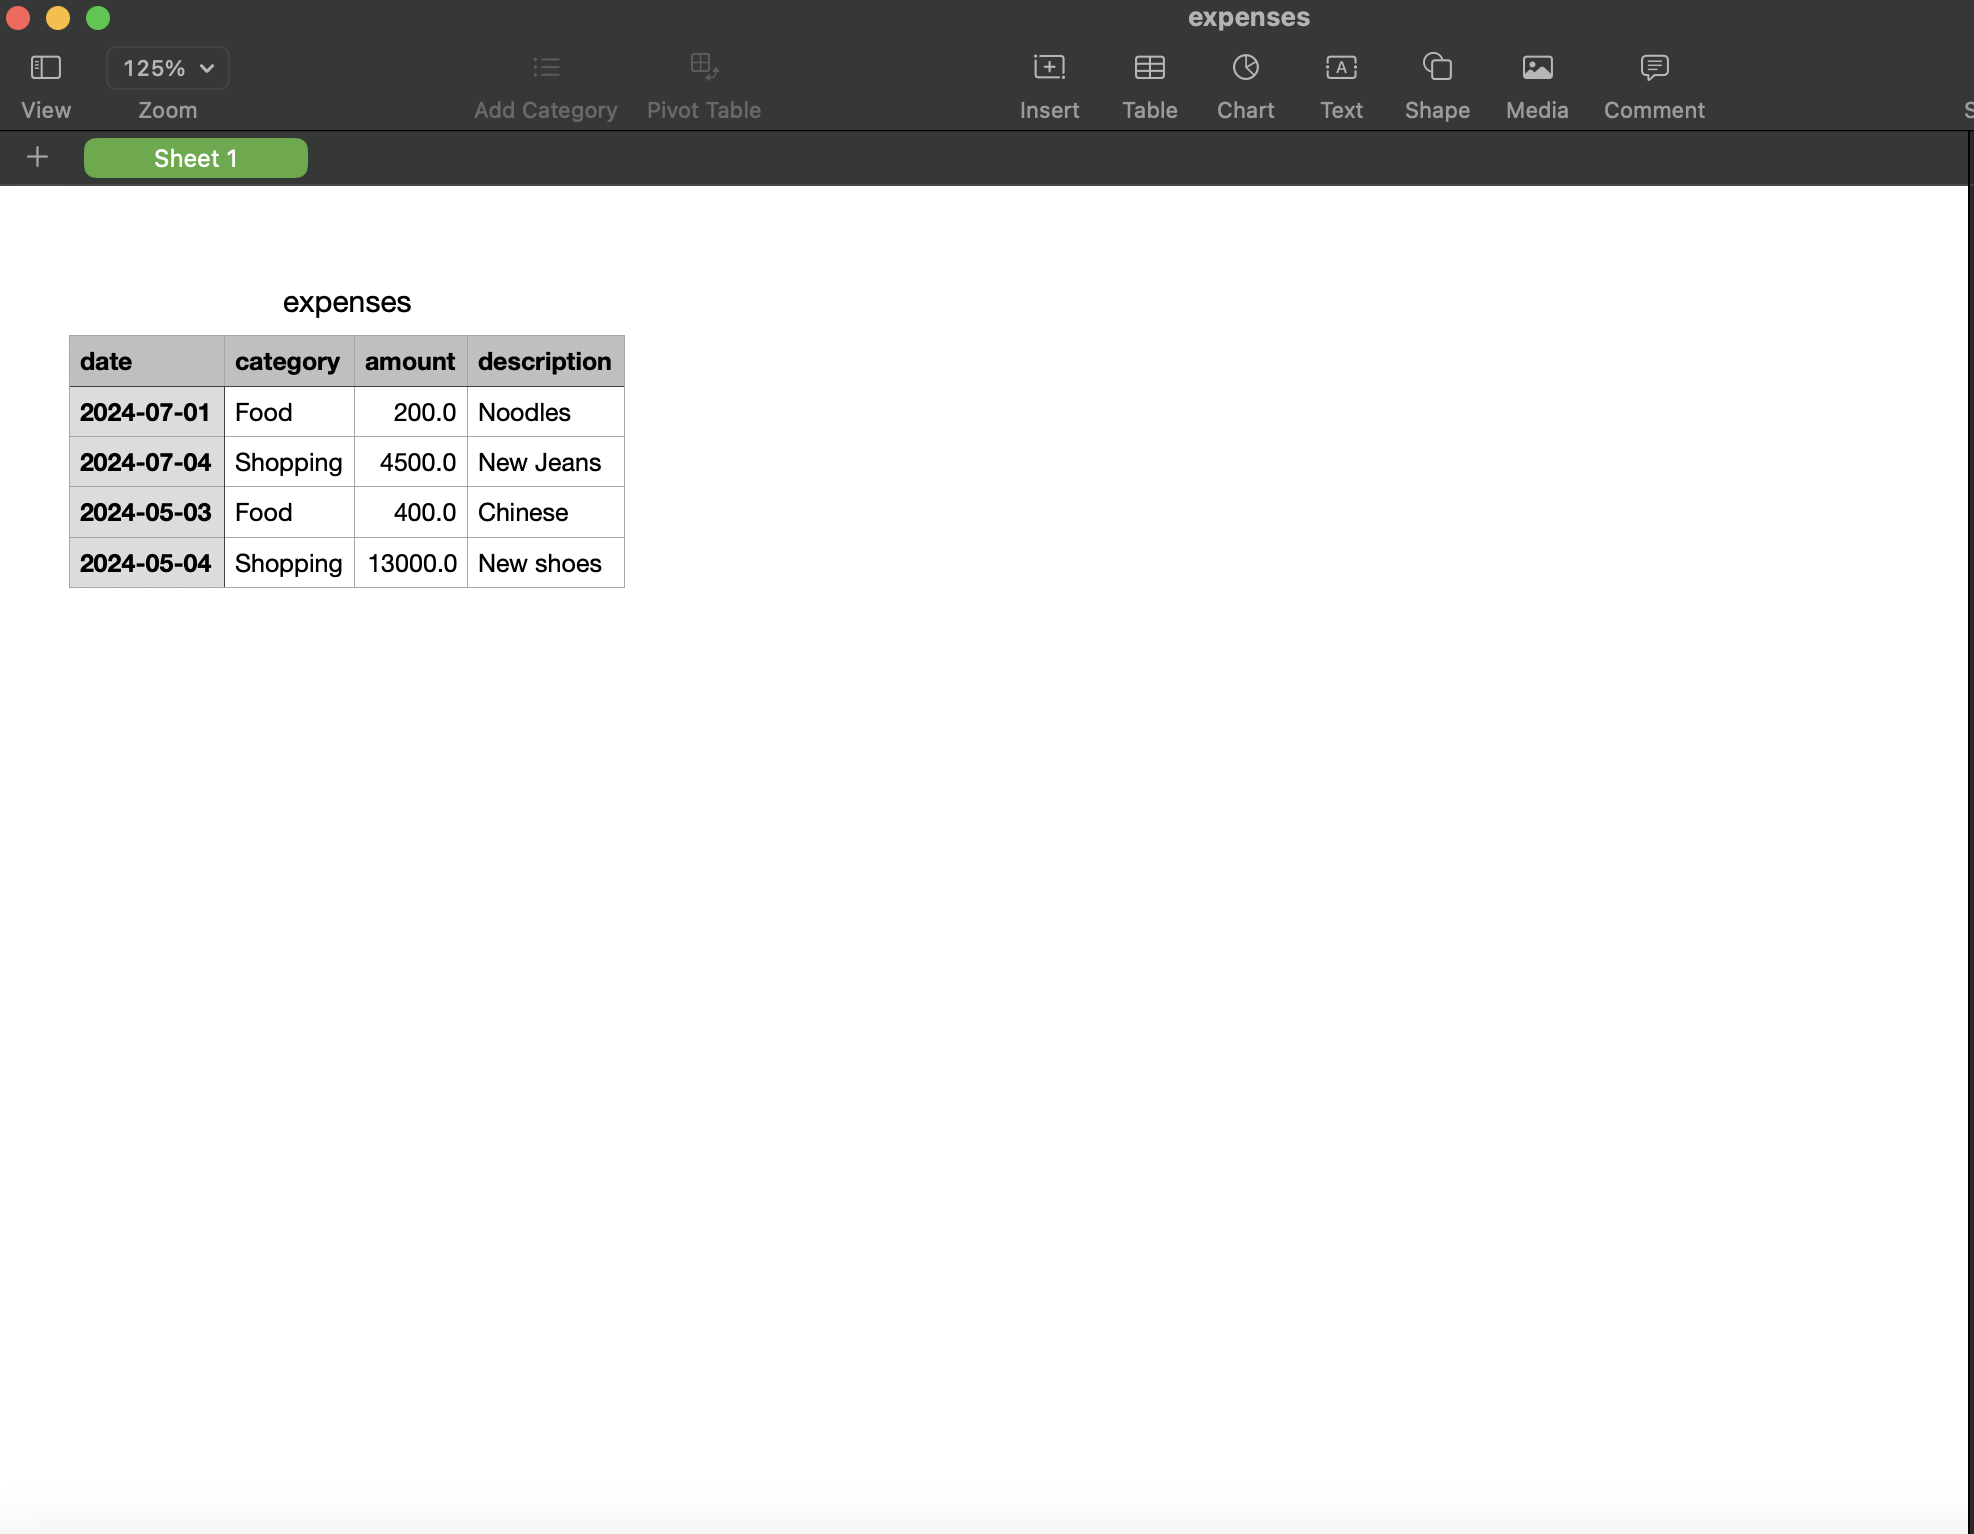 expenses
125%
View Zoom Add Category Pivot Table Insert Table Chart A Text Shape Media Comment
Sheet 1
expenses
date category amount description
2024-07-01 Food 200.0 Noodles
2024-07-04 Shopping 4500.0 New Jeans
2024-05-03 Food 400.0 Chinese
2024-05-04 Shopping 13000.0 New shoes